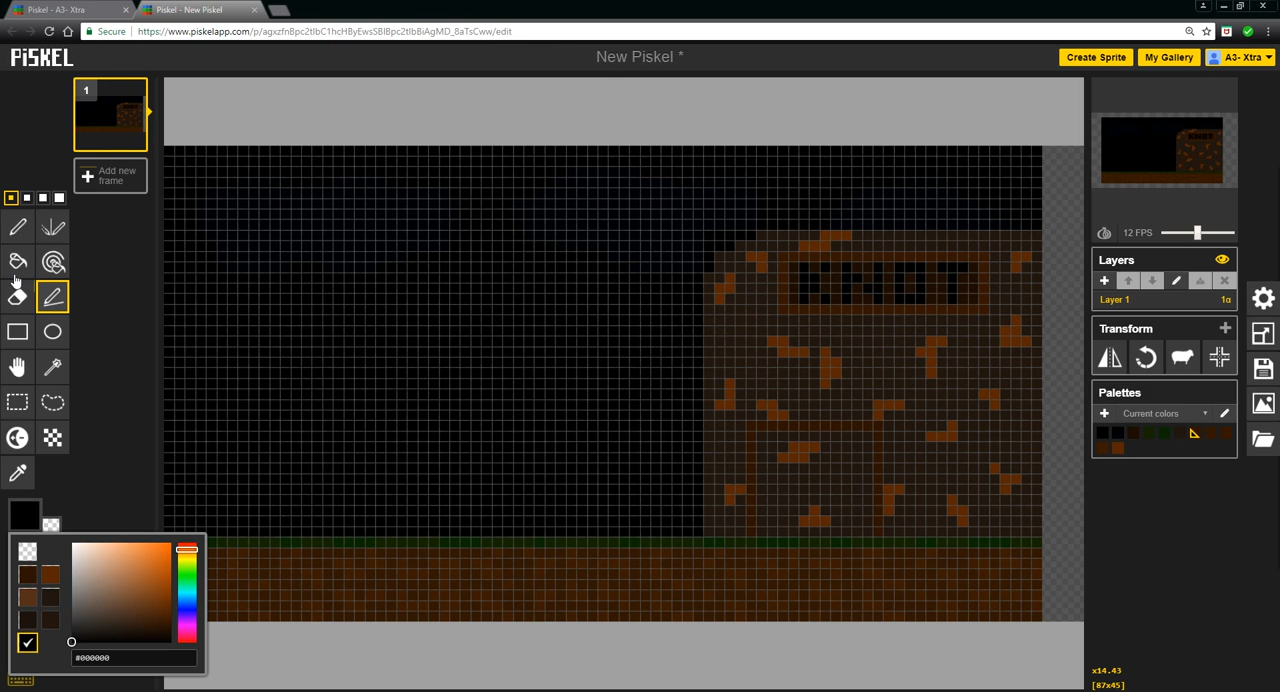 Piskel - A3- Xtra
Piskel - New Piskel
Secure
https://www.piskelapp.com/p/agxzfnBpc2tlbC1hcHByEwsSBlBpc2tlbBiAgMD_8aTsCww/edit
PiSKEL
New Piskel *
Create Sprite
My Gallery
A3- Xtra
1
Add new
frame
12 FPS
Layers
Layer 1
1α
Transform
KNOT
Palettes
Current colors
#000000
x14.43
[87x45]